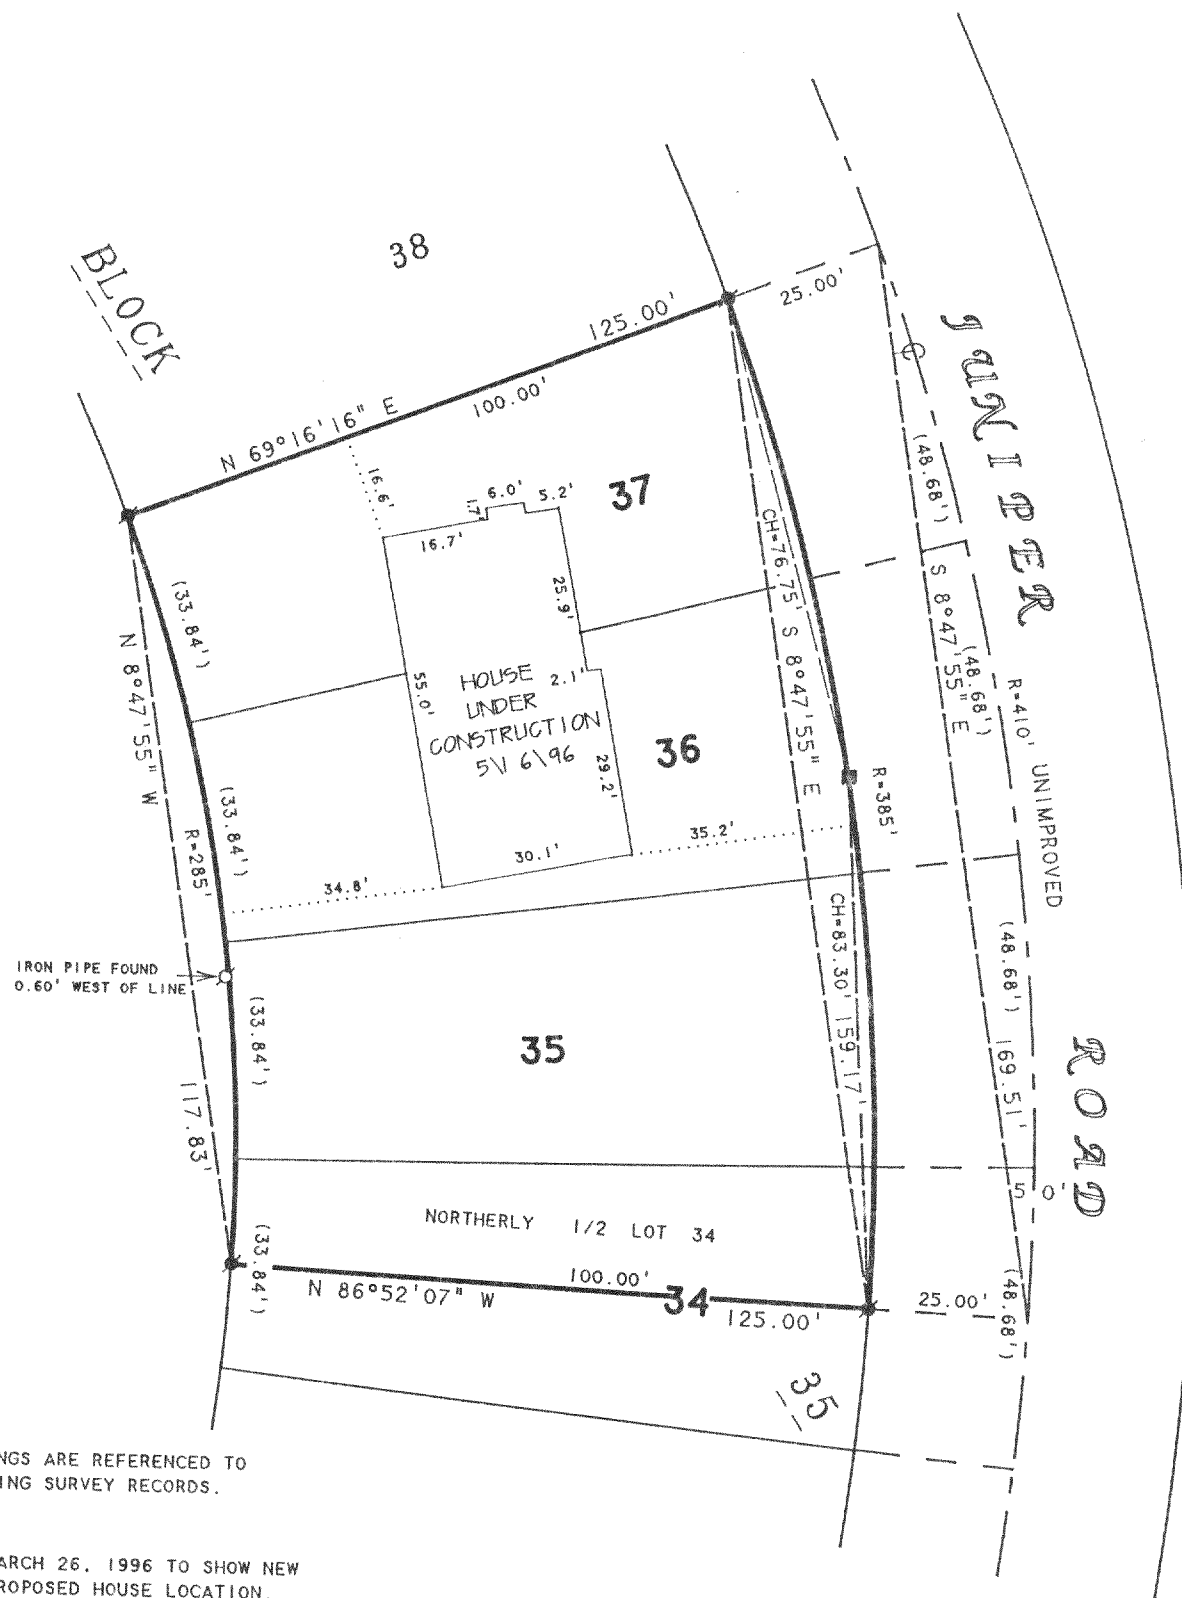 BLOCK
38
125.00'
25.00'
100.00'
N 69°16'16" E
JUNIPER
℄
16.6'
6.0'
5.2'
1.7'
16.7'
37
(48.68')
CH=76.75'
S 8°47'55" E
25.9'
(33.84')
N 8°47'55" W
S 8°47'55" E
(48.68')
R=410'
UNIMPROVED
55.0'
HOUSE
UNDER
CONSTRUCTION
5\1 6\96
2.1'
29.2'
36
R=385'
(33.84')
R=285'
35.2'
30.1'
34.8'
CH=83.30'
159.17'
(48.68')
169.51'
IRON PIPE FOUND
0.60' WEST OF LINE
(33.84')
35
ROAD
117.83'
50'
NORTHERLY 1/2 LOT 34
(33.84')
100.00'
N 86°52'07" W
34
125.00'
25.00'
(48.68')
35
NGS ARE REFERENCED TO
ING SURVEY RECORDS.
ARCH 26, 1996 TO SHOW NEW
ROPOSED HOUSE LOCATION.